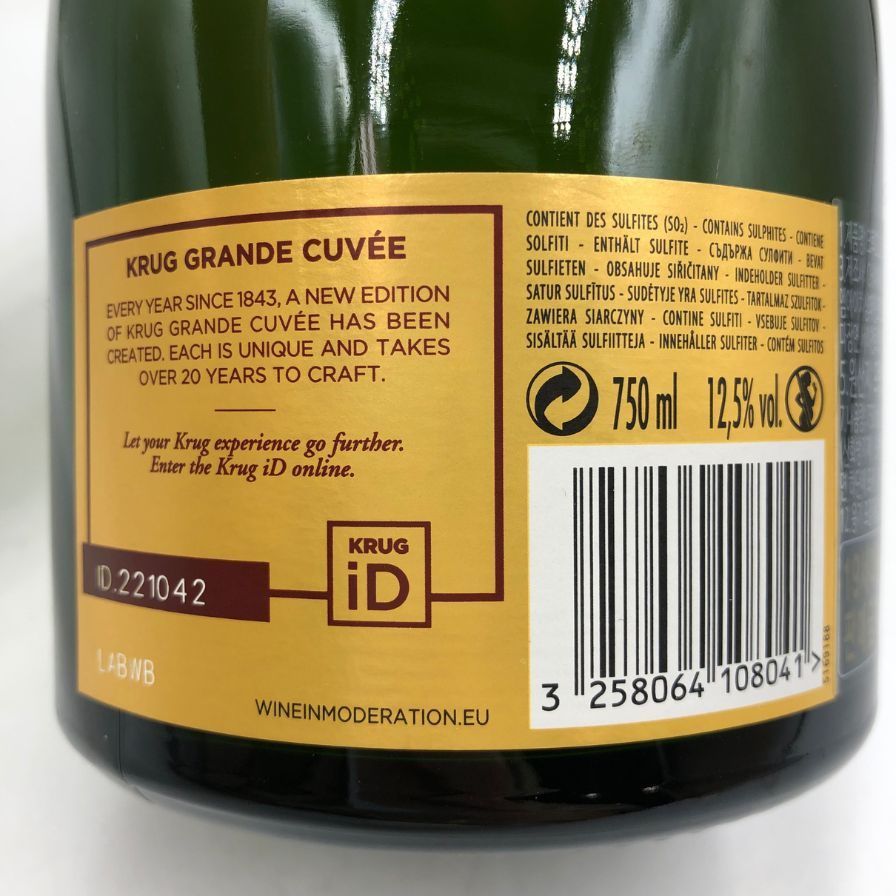 KRUG GRANDE CUVÉE
EVERY YEAR SINCE 1843, A NEW EDITION
OF KRUG GRANDE CUVÉE HAS BEEN
CREATED. EACH IS UNIQUE AND TAKES
OVER 20 YEARS TO CRAFT.
Let your Krug experience go further.
Enter the Krug iD online.
KRUG
iD
ID.221042
LABWB
WINEINMODERATION.EU
CONTIENT DES SULFITES (SO₂) - CONTAINS SULPHITES - CONTIENE
SOLFITI - ENTHÄLT SULFITE - СЪДЪРЖА СУЛФИТИ - BEVAT
SULFIETEN - OBSAHUJE SIŘIČITANY - INDEHOLDER SULFITTER -
SATUR SULFĪTUS - SUDĖTYJE YRA SULFITES - TARTALMAZ SZULFITOK -
ZAWIERA SIARCZYNY - CONTINE SULFITI - VSEBUJE SULFITOV -
SISÄLTÄÄ SULFIITTEJA - INNEHÅLLER SULFITER - CONTÉM SULFITOS
750 ml 12,5% vol.
3 258064 108041 >
5169168